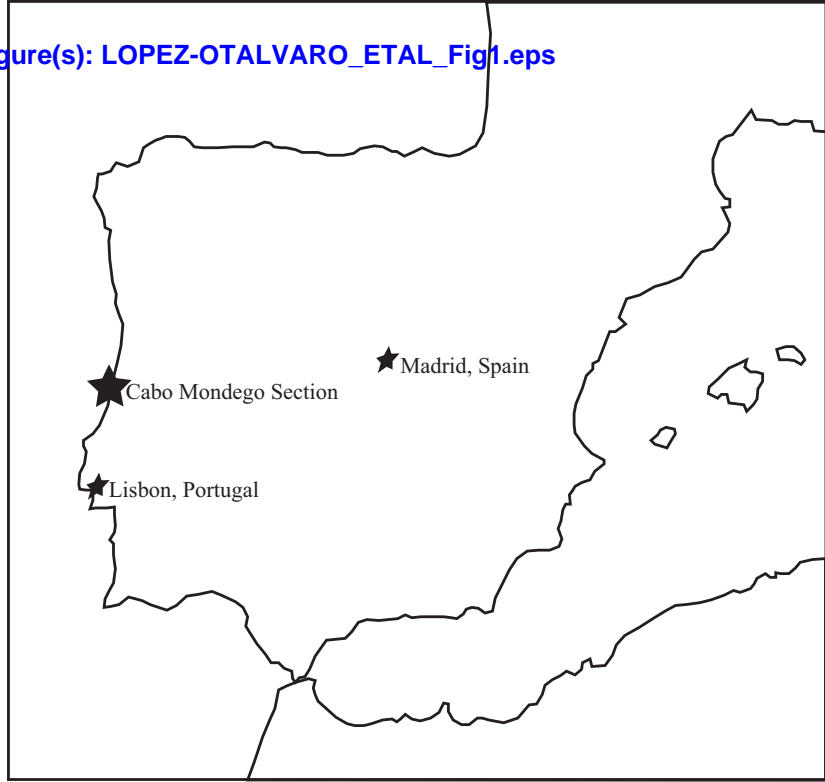 gure(s): LOPEZ-OTALVARO_ETAL_Fig1.eps
Madrid, Spain
Cabo Mondego Section
Lisbon, Portugal